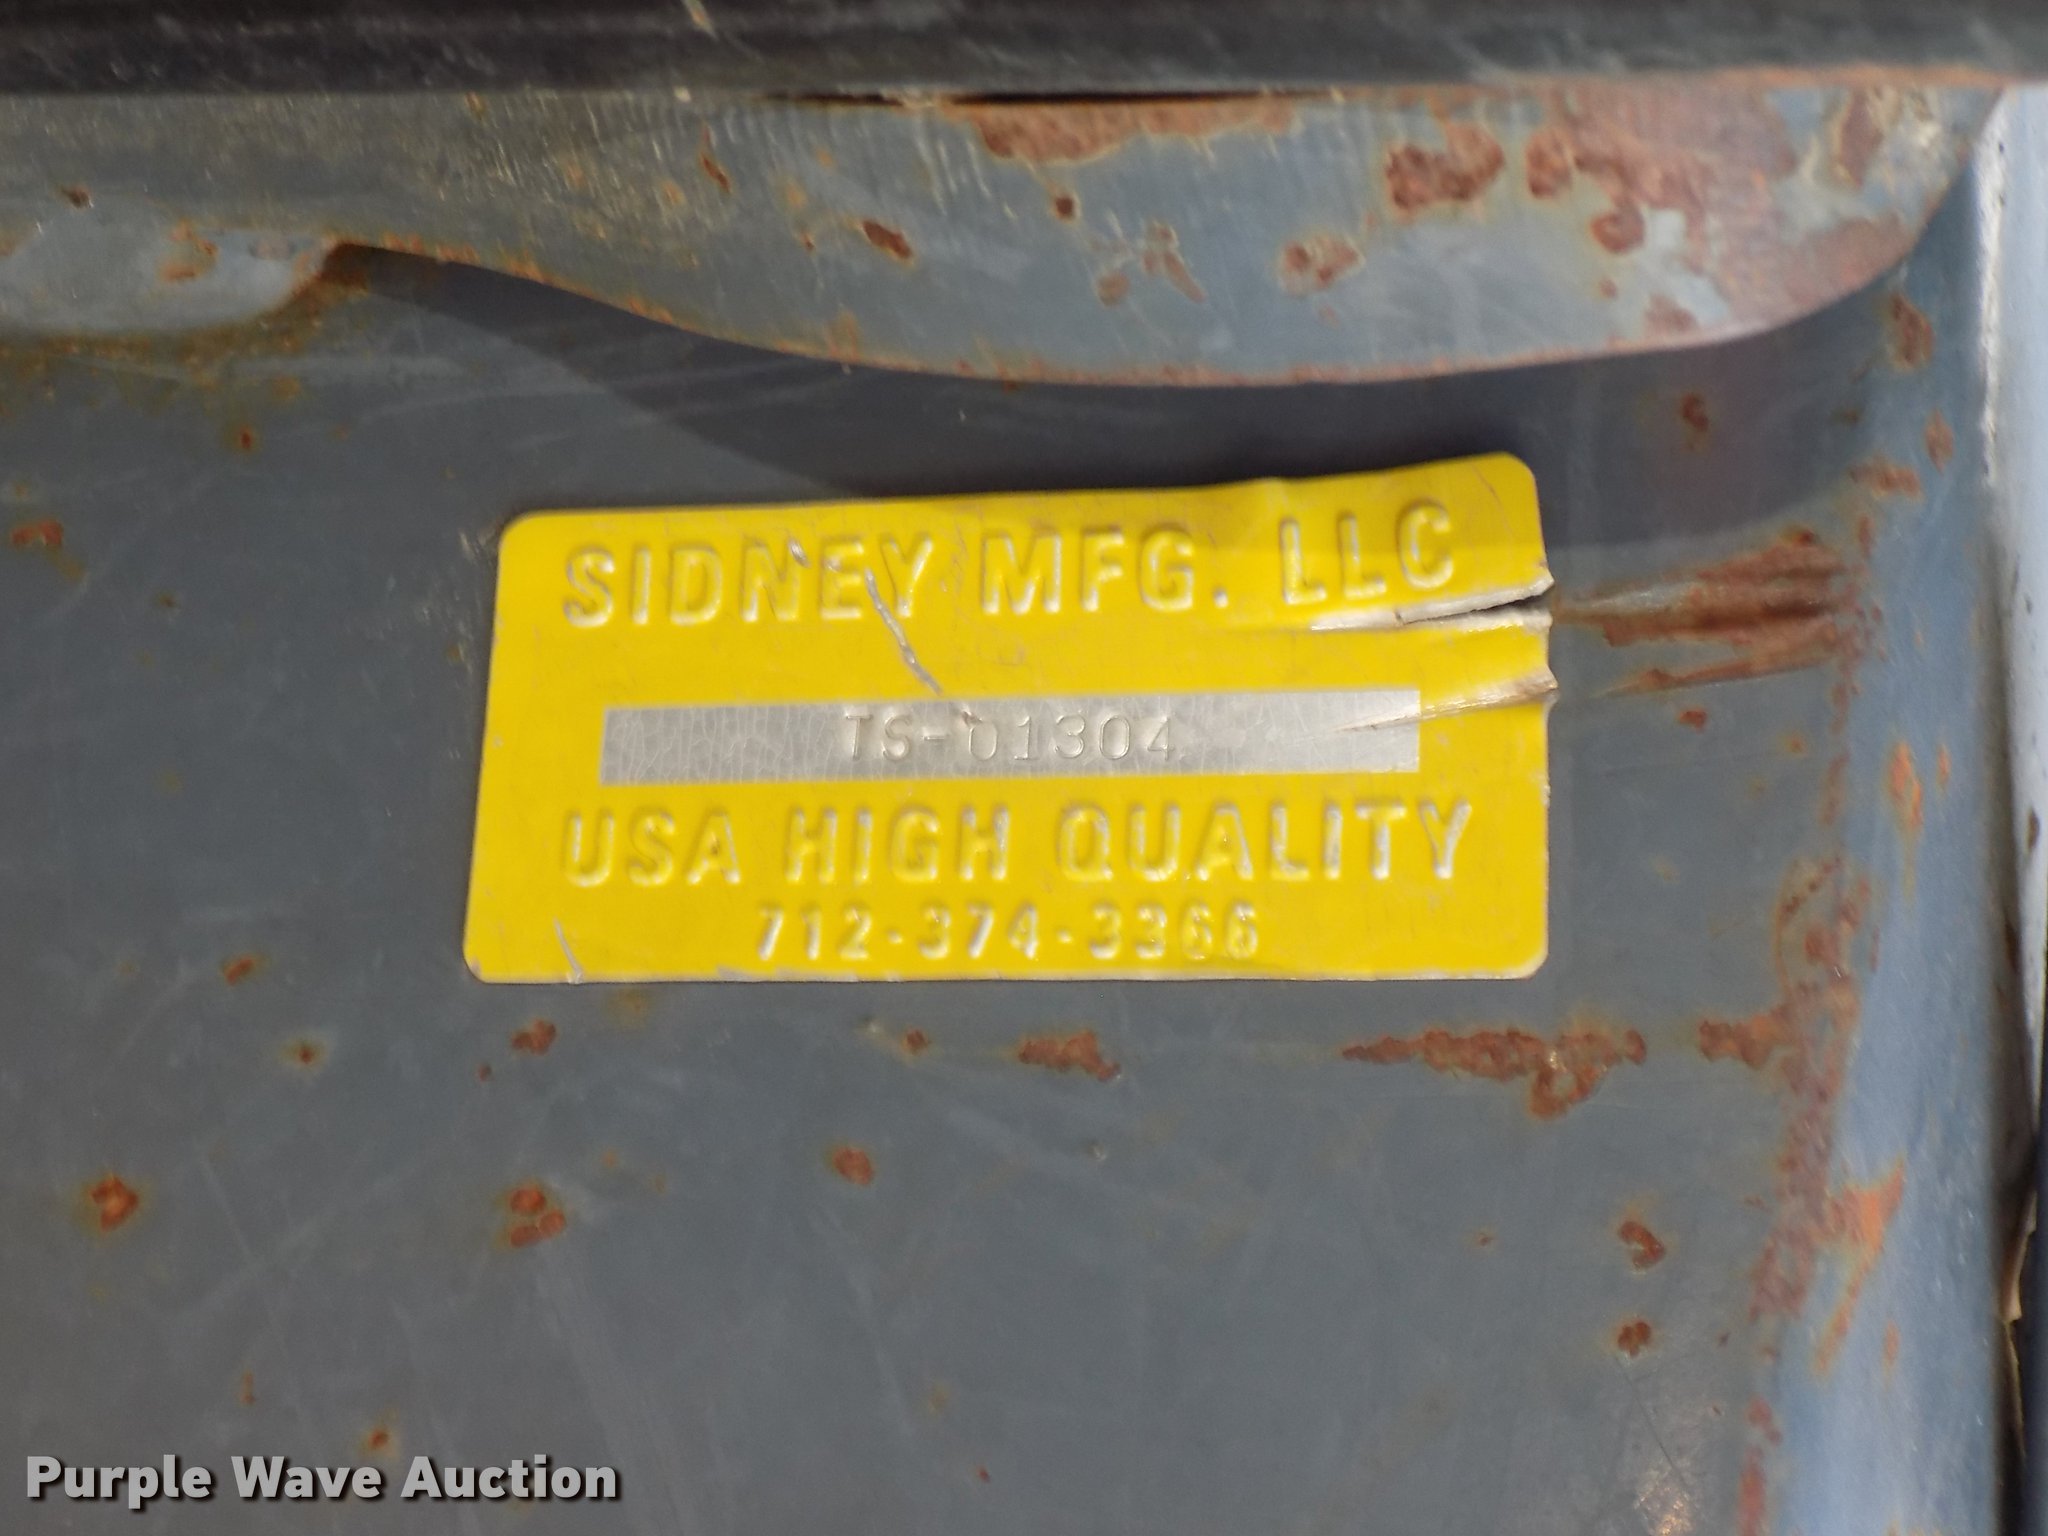 SIDNEY MFG. LLC
TS-01304
USA HIGH QUALITY
712-374-3366
Purple Wave Auction